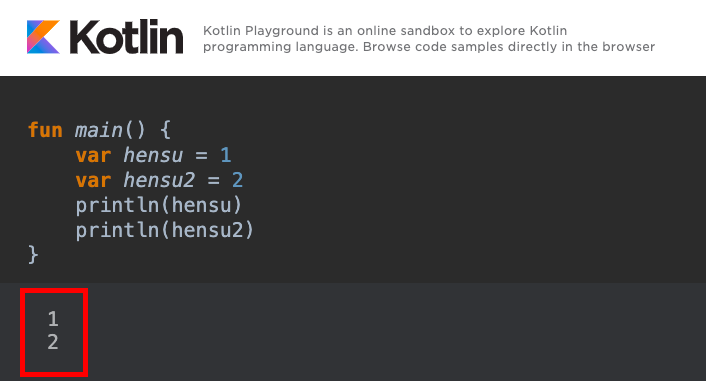 Kotlin
Kotlin Playground is an online sandbox to explore Kotlin
programming language. Browse code samples directly in the browser
fun main() {
    var hensu = 1
    var hensu2 = 2
    println(hensu)
    println(hensu2)
}
1
2